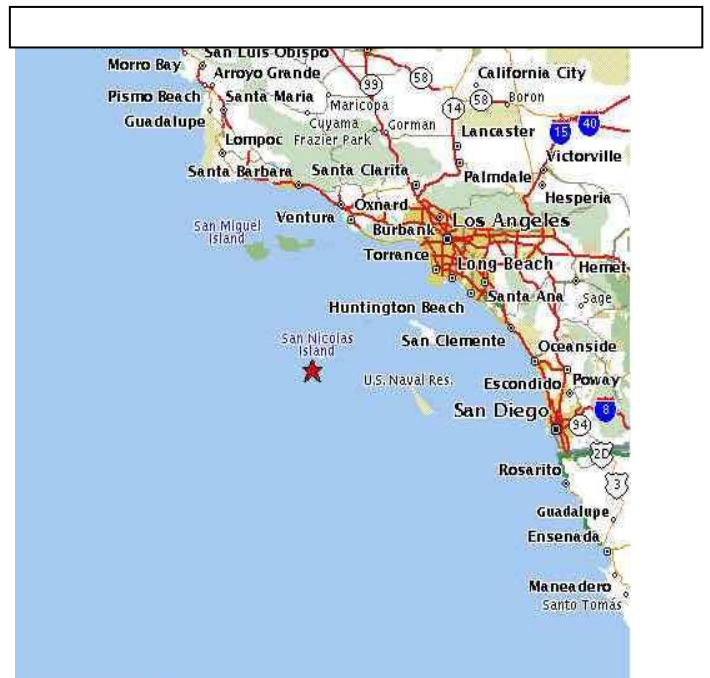 San Luis Obispo
Morro Bay
Arroyo Grande
99
58
California City
Pismo Beach
Santa Maria
Maricopa
14
58
Boron
Guadalupe
Cuyama
Gorman
15
40
Lompoc
Frazier Park
Lancaster
Victorville
Santa Barbara
Santa Clarita
Palmdale
Hesperia
Oxnard
Ventura
Los Angeles
San Miguel
Island
Burbank
Torrance
Long Beach
Hemet
Santa Ana
Sage
Huntington Beach
San Nicolas
Island
San Clemente
Oceanside
U.S. Naval Res.
Escondido
Poway
San Diego
8
94
2D
Rosarito
3
Guadalupe
Ensenada
Maneadero
Santo Tomás